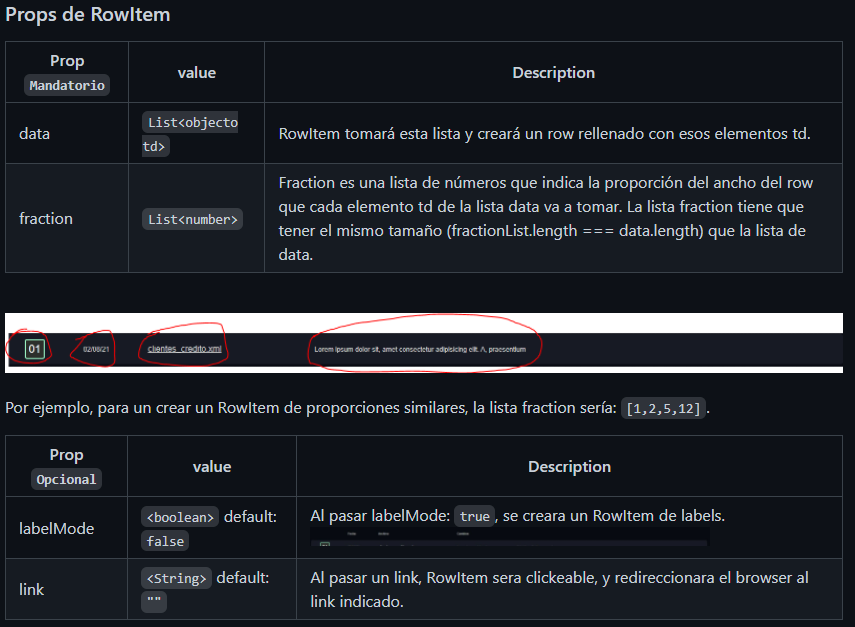 Props de RowItem
Prop
Mandatorio
value
Description
data
List<objecto
td>
RowItem tomará esta lista y creará un row rellenado con esos elementos td.
fraction
List<number>
Fraction es una lista de números que indica la proporción del ancho del row
que cada elemento td de la lista data va a tomar. La lista fraction tiene que
tener el mismo tamaño (fractionList.length === data.length) que la lista de
data.
01
02/08/21
clientes_credito.xml
Lorem ipsum dolor sit, amet consectetur adipisicing elit. A, praesentium
Por ejemplo, para un crear un RowItem de proporciones similares, la lista fraction sería: [1,2,5,12].
Prop
Opcional
value
Description
labelMode
<boolean> default:
false
Al pasar labelMode: true, se creara un RowItem de labels.
link
<String> default:
""
Al pasar un link, RowItem sera clickeable, y redireccionara el browser al
link indicado.